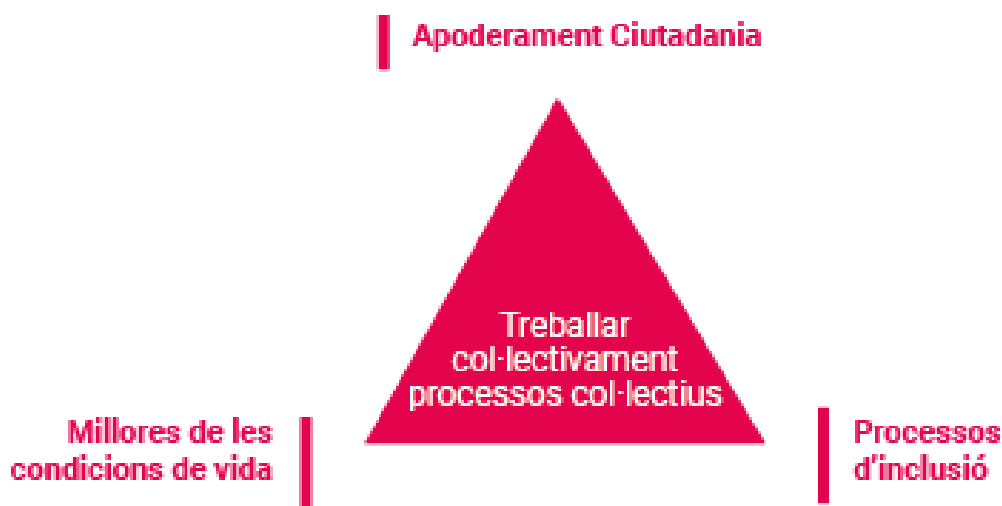 Apoderament Ciutadania
Treballar
col·lectivament
processos col·lectius
Millores de les
condicions de vida
Processos
d'inclusió